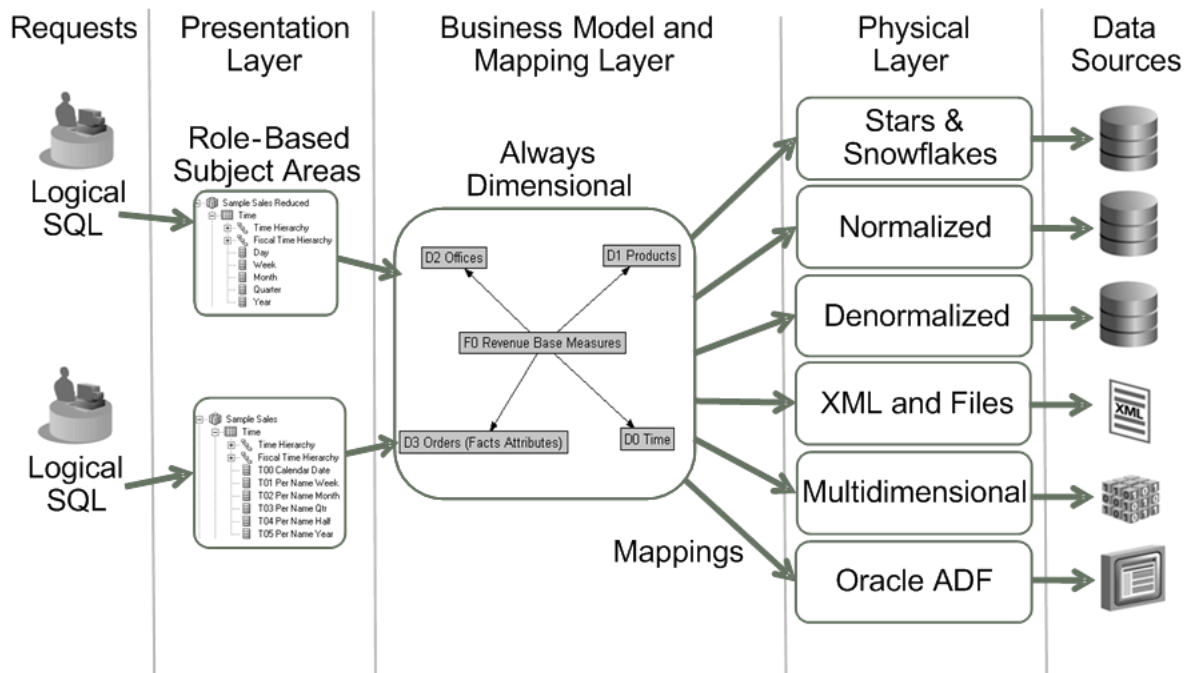 Requests
Presentation
Layer
Business Model and
Mapping Layer
Physical
Layer
Data
Sources
Logical
SQL
Role-Based
Subject Areas
Sample Sales Reduced
Time
Time Hierarchy
Fiscal Time Hierarchy
Day
Week
Month
Quarter
Year
Logical
SQL
Sample Sales
Time
Time Hierarchy
Fiscal Time Hierarchy
T00 Calendar Date
T01 Per Name Week
T02 Per Name Month
T03 Per Name Qtr
T04 Per Name Half
T05 Per Name Year
Always
Dimensional
D2 Offices
D1 Products
F0 Revenue Base Measures
D3 Orders (Facts Attributes)
D0 Time
Mappings
Stars &
Snowflakes
Normalized
Denormalized
XML and Files
Multidimensional
Oracle ADF
XML